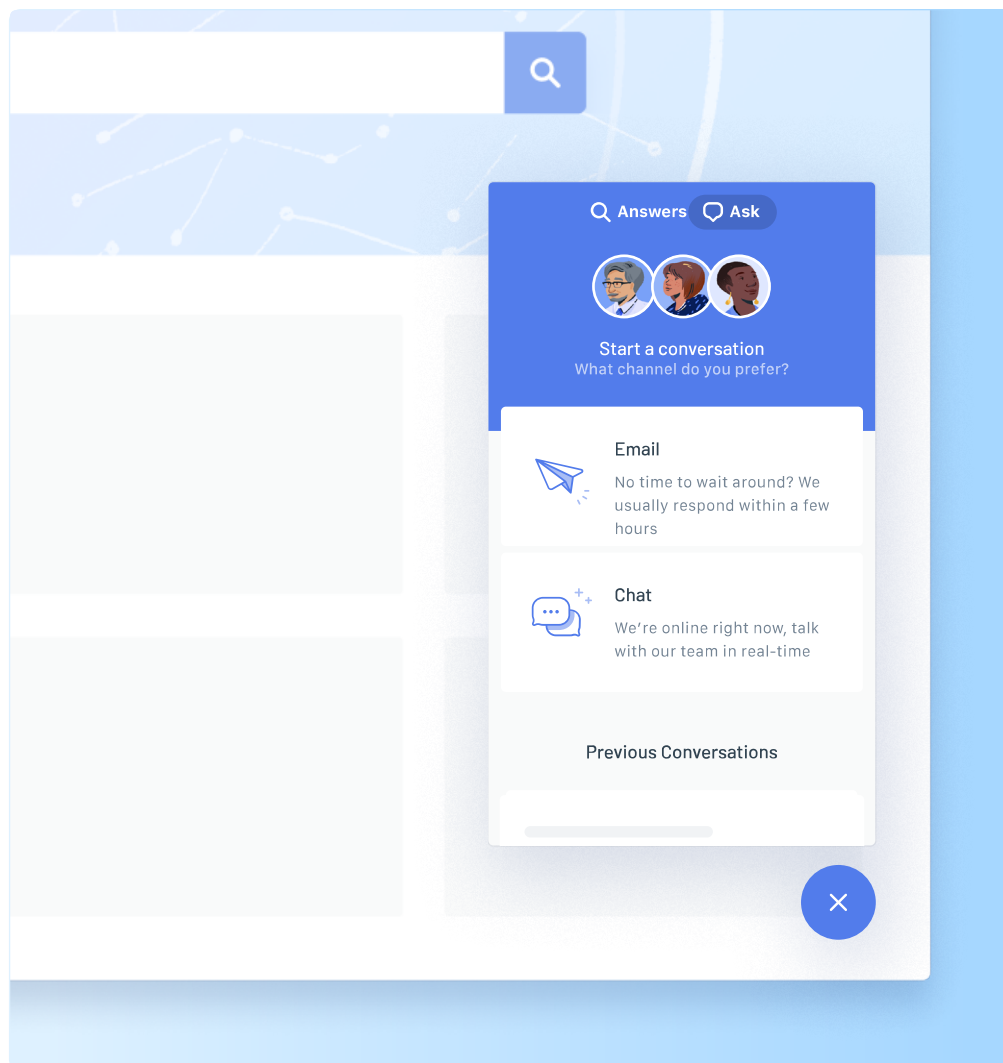 Answers Ask
Start a conversation
What channel do you prefer?
Email
No time to wait around? We
usually respond within a few
hours
Chat
We’re online right now, talk
with our team in real-time
Previous Conversations